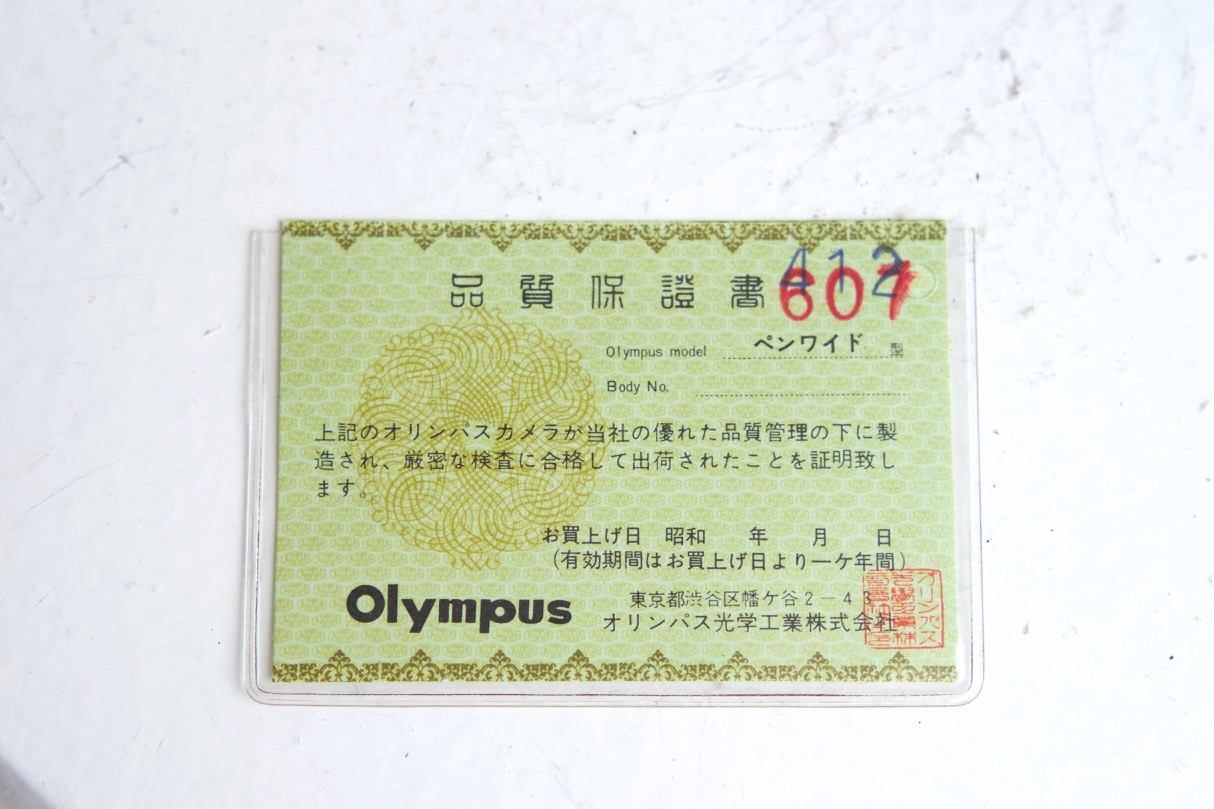 品質保證書
412
607
Olympus model ペンワイド 型
Body No.
上記のオリンパスカメラが当社の優れた品質管理の下に製
造され、厳密な検査に合格して出荷されたことを証明致し
ます。
お買上げ日 昭和 年 月 日
(有効期間はお買上げ日より一ケ年間)
Olympus
東京都渋谷区幡ケ谷2-43
オリンパス光学工業株式会社
オリンパス